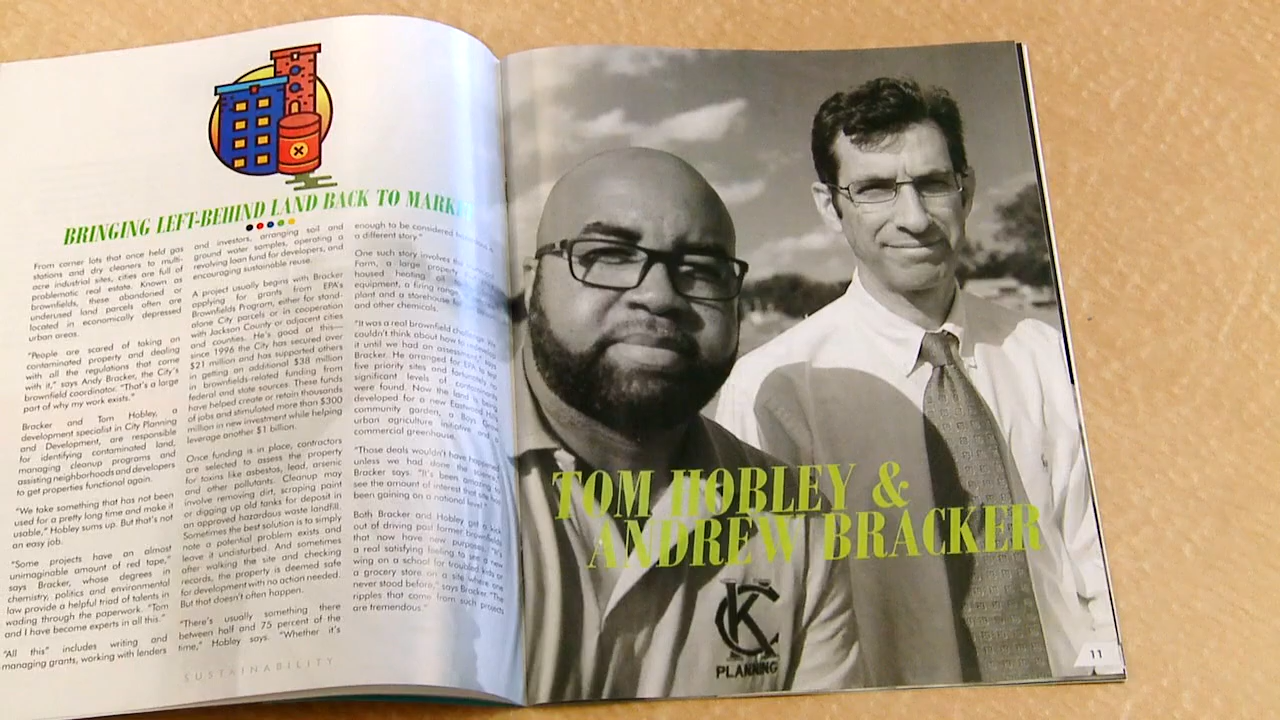 BRINGING LEFT-BEHIND LAND BACK TO MARK
From corner lots that once held gas
stations and dry cleaners to multi-
acre industrial sites, cities are full of
problematic real estate. Known as
brownfields, these abandoned or
underused land parcels often are
located in economically depressed
urban areas.
"People are scared of taking on
contaminated property and dealing
with all the regulations that come
with it," says Andy Bracker, the City's
brownfield coordinator. "That's a large
part of why my work exists."
Bracker and Tom Hobley, a
development specialist in City Planning
and Development, are responsible
for identifying contaminated land,
managing cleanup programs and
assisting neighborhoods and developers
to get properties functional again.
"We take something that has not been
used for a pretty long time and make it
usable," Hobley sums up. But that's not
an easy job.
"Some projects have an almost
unimaginable amount of red tape,"
says Bracker, whose degrees in
chemistry, politics and environmental
law provide a helpful triad of talents in
wading through the paperwork. "Tom
and I have become experts in all this."
"All this" includes writing and
managing grants, working with lenders
and investors, arranging soil and
ground water samples, operating a
revolving loan fund for developers, and
encouraging sustainable reuse.
A project usually begins with Bracker
applying for grants from EPA's
Brownfields Program, either for stand-
alone City parcels or in cooperation
with Jackson County or adjacent cities
and counties. He's good at this—
since 1996 the City has secured over
$21 million and has supported others
in getting an additional $38 million
in brownfields-related funding from
federal and state sources. These funds
have helped create or retain thousands
of jobs and stimulated more than $300
million in new investment while helping
leverage another $1 billion.
Once funding is in place, contractors
are selected to assess the property
for toxins like asbestos, lead, arsenic
and other pollutants. Cleanup may
involve removing dirt, scraping paint
or digging up old tanks for deposit in
an approved hazardous waste landfill.
Sometimes the best solution is to simply
note a potential problem exists and
leave it undisturbed. And sometimes
after walking the site and checking
records, the property is deemed safe
for development with no action needed.
But that doesn't often happen.
"There's usually something there
between half and 75 percent of the
time," Hobley says. "Whether it's
enough to be considered
a different story."
One such story involves the
Farm, a large property
housed heating oil
equipment, a firing range,
plant and a storehouse
and other chemicals.
"It was a real brownfield challenge. We
couldn't think about how to
it until we had an assessment," says
Bracker. He arranged for EPA to test
five priority sites and fortunately no
significant levels of contaminants
were found. Now the land is being
developed for a new Eastwood Hills
community garden, a Boys Grow
urban agriculture initiative and a
commercial greenhouse.
"Those deals wouldn't have happened
unless we had done the science,"
Bracker says. "It's been amazing to
see the amount of interest that site has
been gaining on a national level."
Both Bracker and Hobley get a kick
out of driving past former brownfields
that now have new purposes. "It's
a real satisfying feeling to see a new
wing on a school for troubled kids or
a grocery store on a site where one
never stood before," says Bracker. "The
ripples that come from such projects
are tremendous."
SUSTAINABILITY
TOM HOBLEY &
ANDREW BRACKER
KC
PLANNING
11